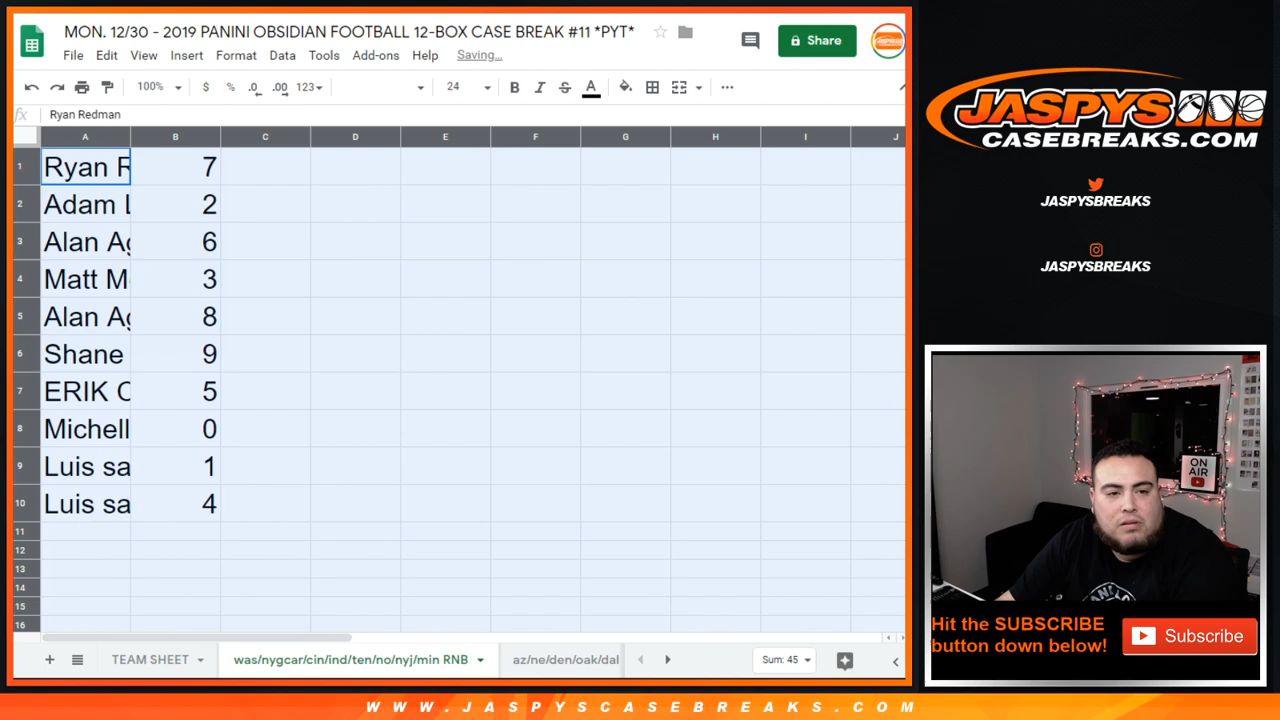 MON. 12/30 - 2019 PANINI OBSIDIAN FOOTBALL 12-BOX CASE BREAK #11 *PYT*
File Edit View Insert Format Data Tools Add-ons Help Saving...
Share
100% $ % .0 .00 123 24 B I S A
fx Ryan Redman
A B C D E F G H I J
1 Ryan R 7
2 Adam L 2
3 Alan Ag 6
4 Matt M 3
5 Alan Ag 8
6 Shane 9
7 ERIK C 5
8 Michell 0
9 Luis sa 1
10 Luis sa 4
11
12
13
14
15
16
TEAM SHEET was/nygcar/cin/ind/ten/no/nyj/min RNB az/ne/den/oak/dal Sum: 45
JASPYS
CASEBREAKS.COM
JASPYSBREAKS
JASPYSBREAKS
ON
AIR
Hit the SUBSCRIBE
button down below!
Subscribe
WWW.JASPYSCASEBREAKS.COM